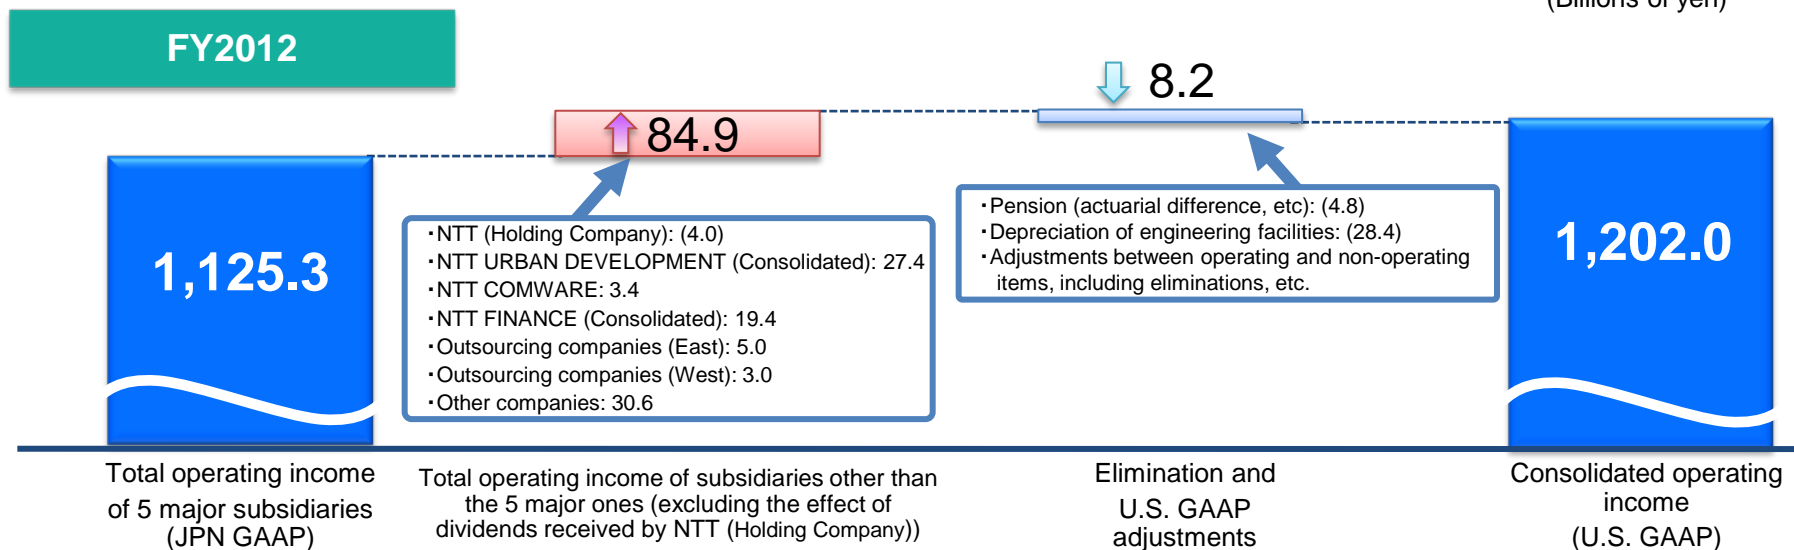 (Billions of yen)
FY2012
8.2
84.9
1,125.3
・NTT (Holding Company): (4.0)
・NTT URBAN DEVELOPMENT (Consolidated): 27.4
・NTT COMWARE: 3.4
・NTT FINANCE (Consolidated): 19.4
・Outsourcing companies (East): 5.0
・Outsourcing companies (West): 3.0
・Other companies: 30.6
・Pension (actuarial difference, etc): (4.8)
・Depreciation of engineering facilities: (28.4)
・Adjustments between operating and non-operating
items, including eliminations, etc.
1,202.0
Total operating income
of 5 major subsidiaries
(JPN GAAP)
Total operating income of subsidiaries other than
the 5 major ones (excluding the effect of
dividends received by NTT (Holding Company))
Elimination and
U.S. GAAP
adjustments
Consolidated operating
income
(U.S. GAAP)